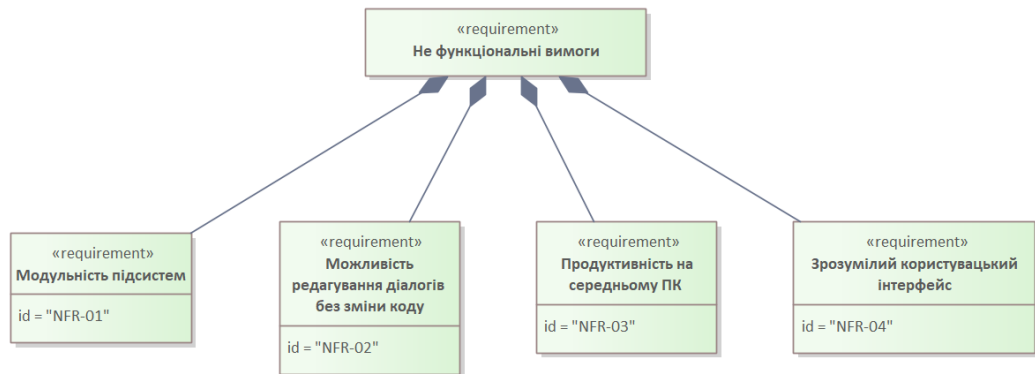 «requirement»
Не функціональні вимоги
«requirement»
Модульність підсистем
id = "NFR-01"
«requirement»
Можливість
редагування діалогів
без зміни коду
id = "NFR-02"
«requirement»
Продуктивність на
середньому ПК
id = "NFR-03"
«requirement»
Зрозумілий користувацький
інтерфейс
id = "NFR-04"